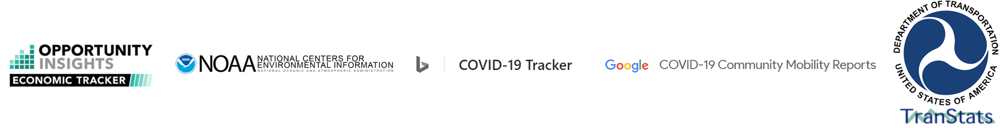 OPPORTUNITY
INSIGHTS
ECONOMIC TRACKER
NOAA
NOAA
NATIONAL CENTERS FOR
ENVIRONMENTAL INFORMATION
NATIONAL OCEANIC AND ATMOSPHERIC ADMINISTRATION
COVID-19 Tracker
Google COVID-19 Community Mobility Reports
DEPARTMENT OF TRANSPORTATION
UNITED STATES OF AMERICA
TranStats